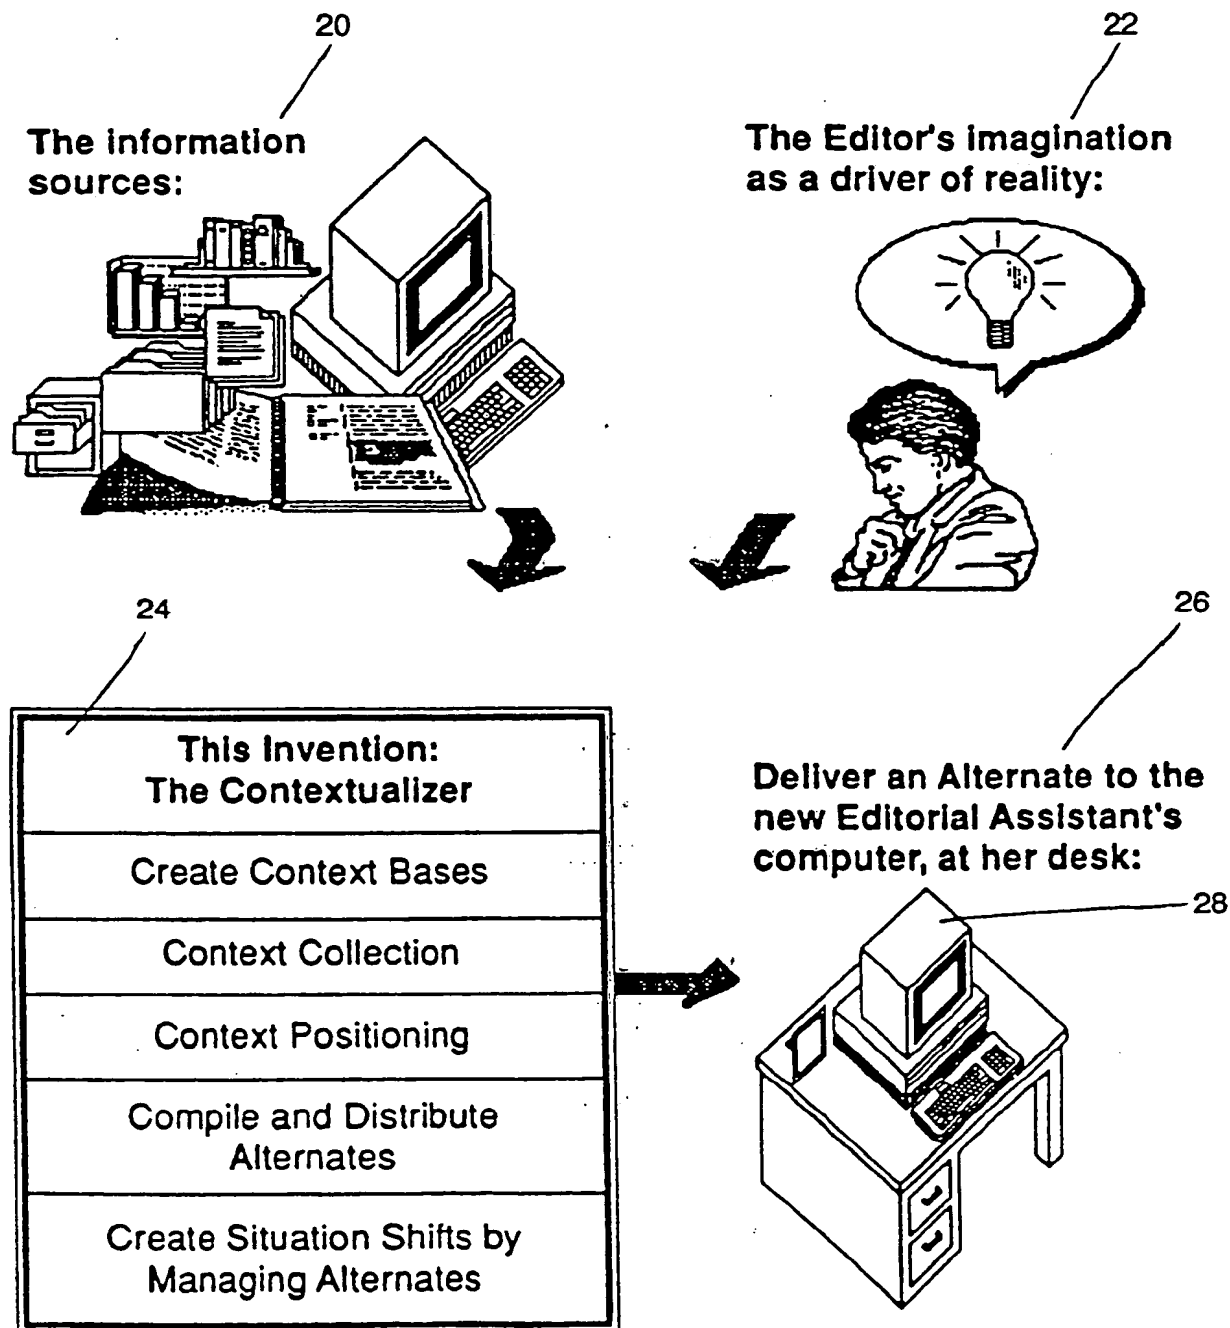 20
22
The information
sources:
The Editor's imagination
as a driver of reality:
24
26
This Invention:
The Contextualizer
Create Context Bases
Context Collection
Context Positioning
Compile and Distribute
Alternates
Create Situation Shifts by
Managing Alternates
Deliver an Alternate to the
new Editorial Assistant's
computer, at her desk:
28